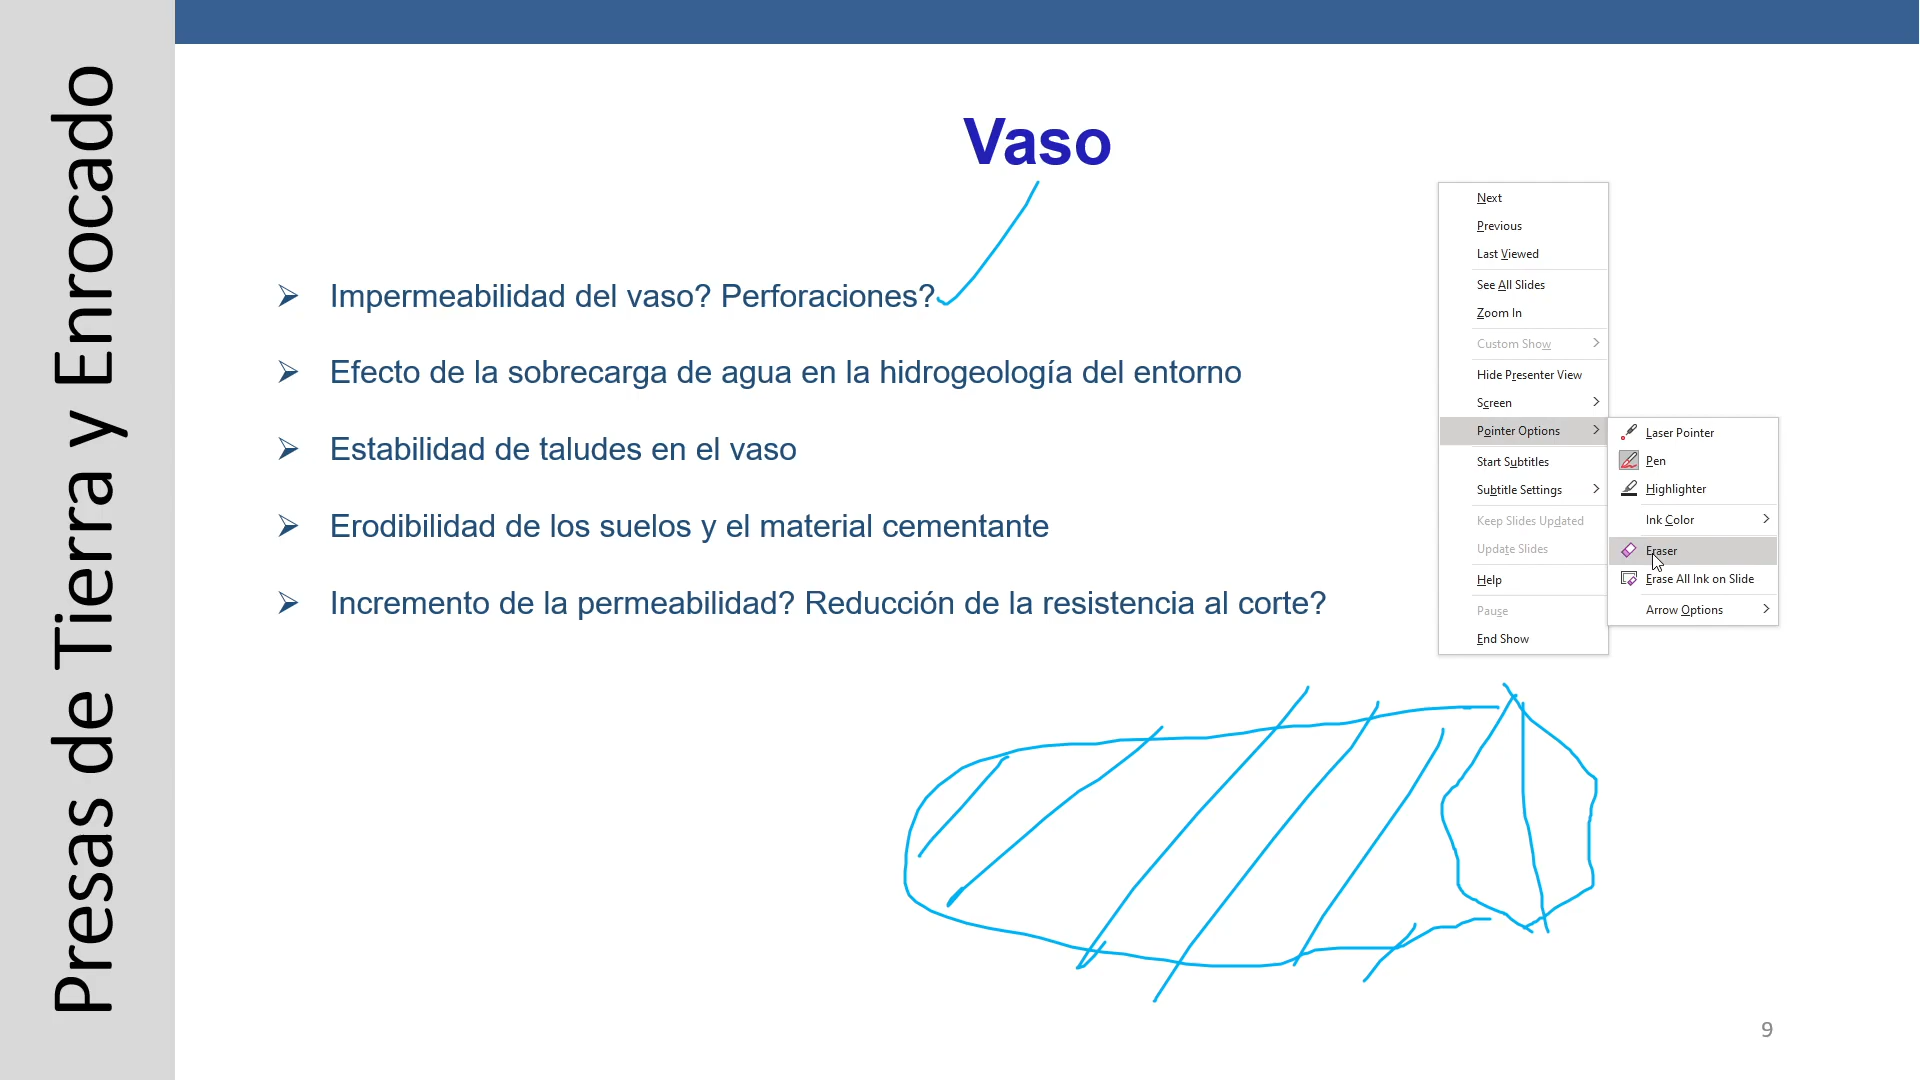 Presas de Tierra y Enrocado
Vaso
Impermeabilidad del vaso? Perforaciones?
Efecto de la sobrecarga de agua en la hidrogeología del entorno
Estabilidad de taludes en el vaso
Erodibilidad de los suelos y el material cementante
Incremento de la permeabilidad? Reducción de la resistencia al corte?
Next
Previous
Last Viewed
See All Slides
Zoom In
Custom Show
Hide Presenter View
Screen
Pointer Options
Start Subtitles
Subtitle Settings
Keep Slides Updated
Update Slides
Help
Pause
End Show
Laser Pointer
Pen
Highlighter
Ink Color
Eraser
Erase All Ink on Slide
Arrow Options
9